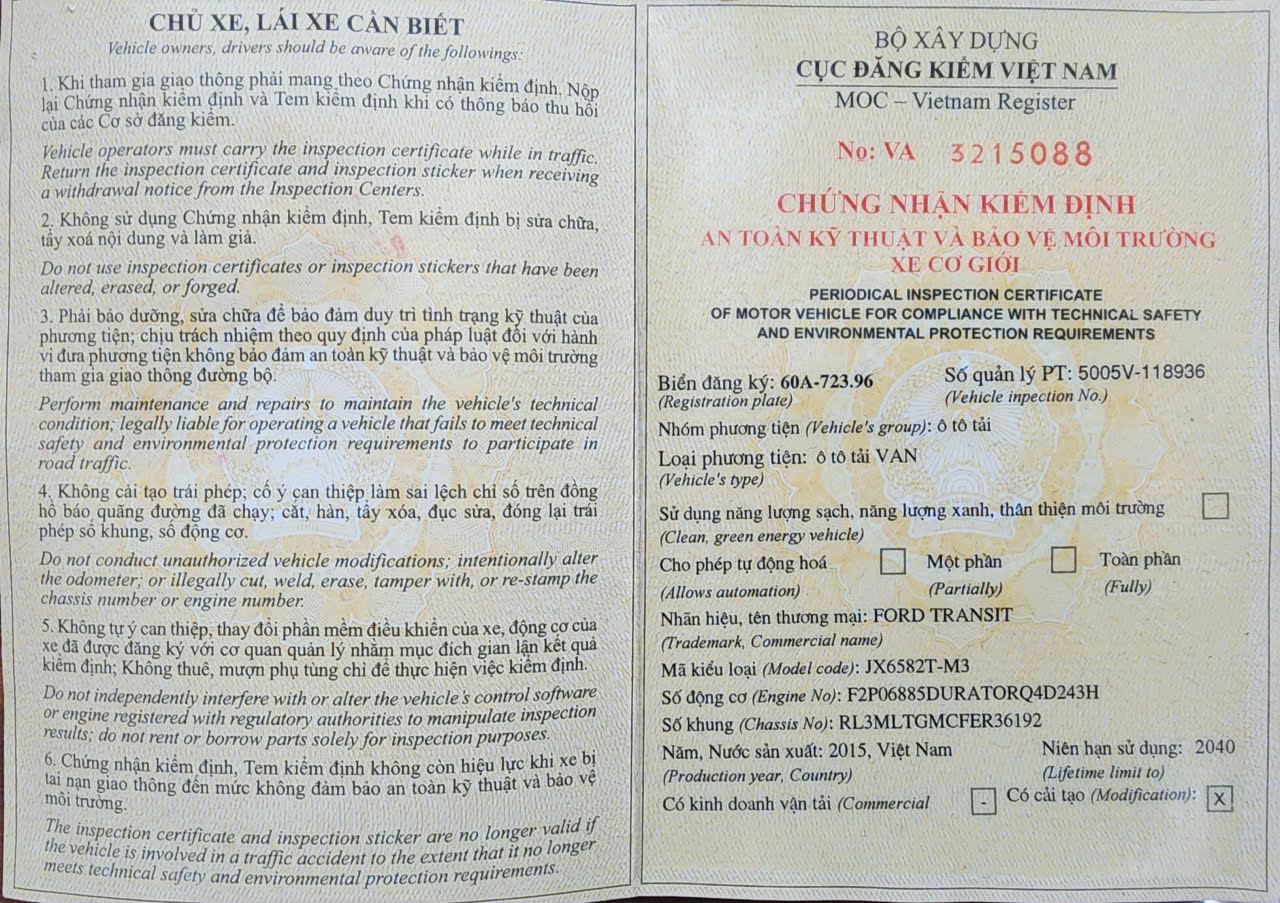 CHỦ XE, LÁI XE CẦN BIẾT
Vehicle owners, drivers should be aware of the followings:
1. Khi tham gia giao thông phải mang theo Chứng nhận kiểm định. Nộp
lại Chứng nhận kiểm định và Tem kiểm định khi có thông báo thu hồi
của các Cơ sở đăng kiểm.
Vehicle operators must carry the inspection certificate while in traffic.
Return the inspection certificate and inspection sticker when receiving
a withdrawal notice from the Inspection Centers.
2. Không sử dụng Chứng nhận kiểm định, Tem kiểm định bị sửa chữa,
tẩy xoá nội dung và làm giả.
Do not use inspection certificates or inspection stickers that have been
altered, erased, or forged.
3. Phải bảo dưỡng, sửa chữa để bảo đảm duy trì tình trạng kỹ thuật của
phương tiện; chịu trách nhiệm theo quy định của pháp luật đối với hành
vi đưa phương tiện không bảo đảm an toàn kỹ thuật và bảo vệ môi trường
tham gia giao thông đường bộ.
Perform maintenance and repairs to maintain the vehicle's technical
condition; legally liable for operating a vehicle that fails to meet technical
safety and environmental protection requirements to participate in
road traffic.
4. Không cải tạo trái phép; cố ý can thiệp làm sai lệch chỉ số trên đồng
hồ báo quãng đường đã chạy; cắt, hàn, tẩy xóa, đục sửa, đóng lại trái
phép số khung, số động cơ.
Do not conduct unauthorized vehicle modifications; intentionally alter
the odometer; or illegally cut, weld, erase, tamper with, or re-stamp the
chassis number or engine number.
5. Không tự ý can thiệp, thay đổi phần mềm điều khiển của xe, động cơ của
xe đã được đăng ký với cơ quan quản lý nhằm mục đích gian lận kết quả
kiểm định; Không thuê, mượn phụ tùng chỉ để thực hiện việc kiểm định.
Do not independently interfere with or alter the vehicle's control software
or engine registered with regulatory authorities to manipulate inspection
results; do not rent or borrow parts solely for inspection purposes.
6. Chứng nhận kiểm định, Tem kiểm định không còn hiệu lực khi xe bị
tai nạn giao thông đến mức không đảm bảo an toàn kỹ thuật và bảo vệ
môi trường.
The inspection certificate and inspection sticker are no longer valid if
the vehicle is involved in a traffic accident to the extent that it no longer
meets technical safety and environmental protection requirements.
BỘ XÂY DỰNG
CỤC ĐĂNG KIỂM VIỆT NAM
MOC – Vietnam Register
No: VA 3215088
CHỨNG NHẬN KIỂM ĐỊNH
AN TOÀN KỸ THUẬT VÀ BẢO VỆ MÔI TRƯỜNG
XE CƠ GIỚI
PERIODICAL INSPECTION CERTIFICATE
OF MOTOR VEHICLE FOR COMPLIANCE WITH TECHNICAL SAFETY
AND ENVIRONMENTAL PROTECTION REQUIREMENTS
Biển đăng ký: 60A-723.96 Số quản lý PT: 5005V-118936
(Registration plate) (Vehicle inpection No.)
Nhóm phương tiện (Vehicle's group): ô tô tải
Loại phương tiện: ô tô tải VAN
(Vehicle's type)
Sử dụng năng lượng sạch, năng lượng xanh, thân thiện môi trường
(Clean, green energy vehicle)
Cho phép tự động hoá Một phần Toàn phần
(Allows automation) (Partially) (Fully)
Nhãn hiệu, tên thương mại: FORD TRANSIT
(Trademark, Commercial name)
Mã kiểu loại (Model code): JX6582T-M3
Số động cơ (Engine No): F2P06885DURATORQ4D243H
Số khung (Chassis No): RL3MLTGMCFER36192
Năm, Nước sản xuất: 2015, Việt Nam Niên hạn sử dụng: 2040
(Production year, Country) (Lifetime limit to)
Có kinh doanh vận tải (Commercial - Có cải tạo (Modification): X